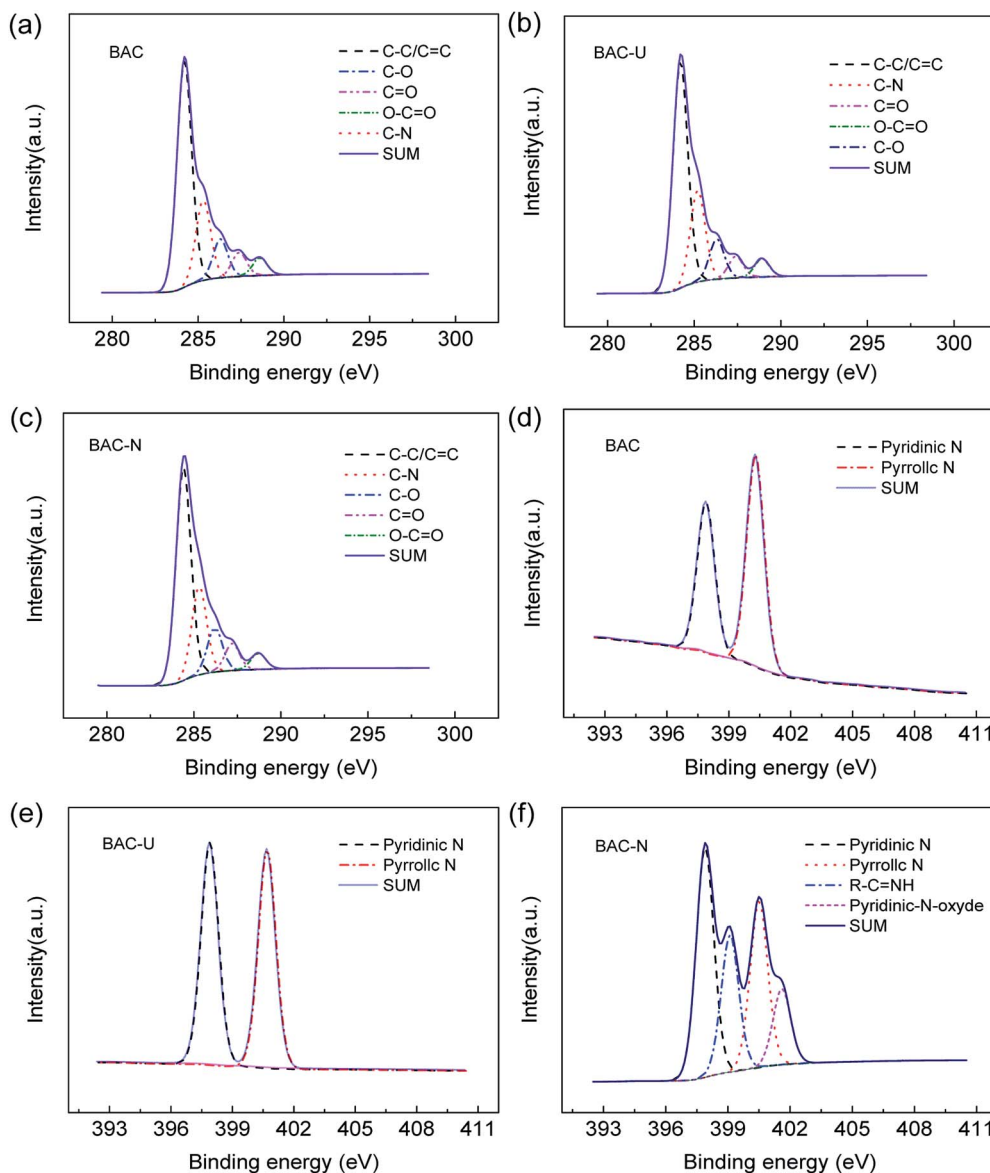 (a)
BAC
C-C/C=C
C-O
C=O
O-C=O
C-N
SUM
Intensity(a.u.)
280 285 290 295 300
Binding energy (eV)
(b)
BAC-U
C-C/C=C
C-N
C=O
O-C=O
C-O
SUM
Intensity(a.u.)
280 285 290 295 300
Binding energy (eV)
(c)
BAC-N
C-C/C=C
C-N
C-O
C=O
O-C=O
SUM
Intensity(a.u.)
280 285 290 295 300
Binding energy (eV)
(d)
BAC
Pyridinic N
Pyrrollc N
SUM
Intensity(a.u.)
393 396 399 402 405 408 411
Binding energy (eV)
(e)
BAC-U
Pyridinic N
Pyrrollc N
SUM
Intensity(a.u.)
393 396 399 402 405 408 411
Binding energy (eV)
(f)
BAC-N
Pyridinic N
Pyrrollc N
R-C=NH
Pyridinic-N-oxyde
SUM
Intensity(a.u.)
393 396 399 402 405 408 411
Binding energy (eV)